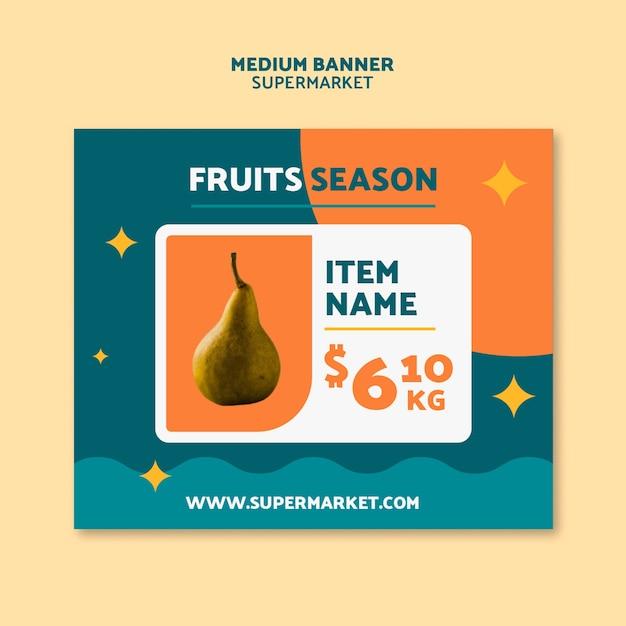 MEDIUM BANNER
SUPERMARKET
FRUITS SEASON
ITEM
NAME
$6 10
KG
WWW.SUPERMARKET.COM